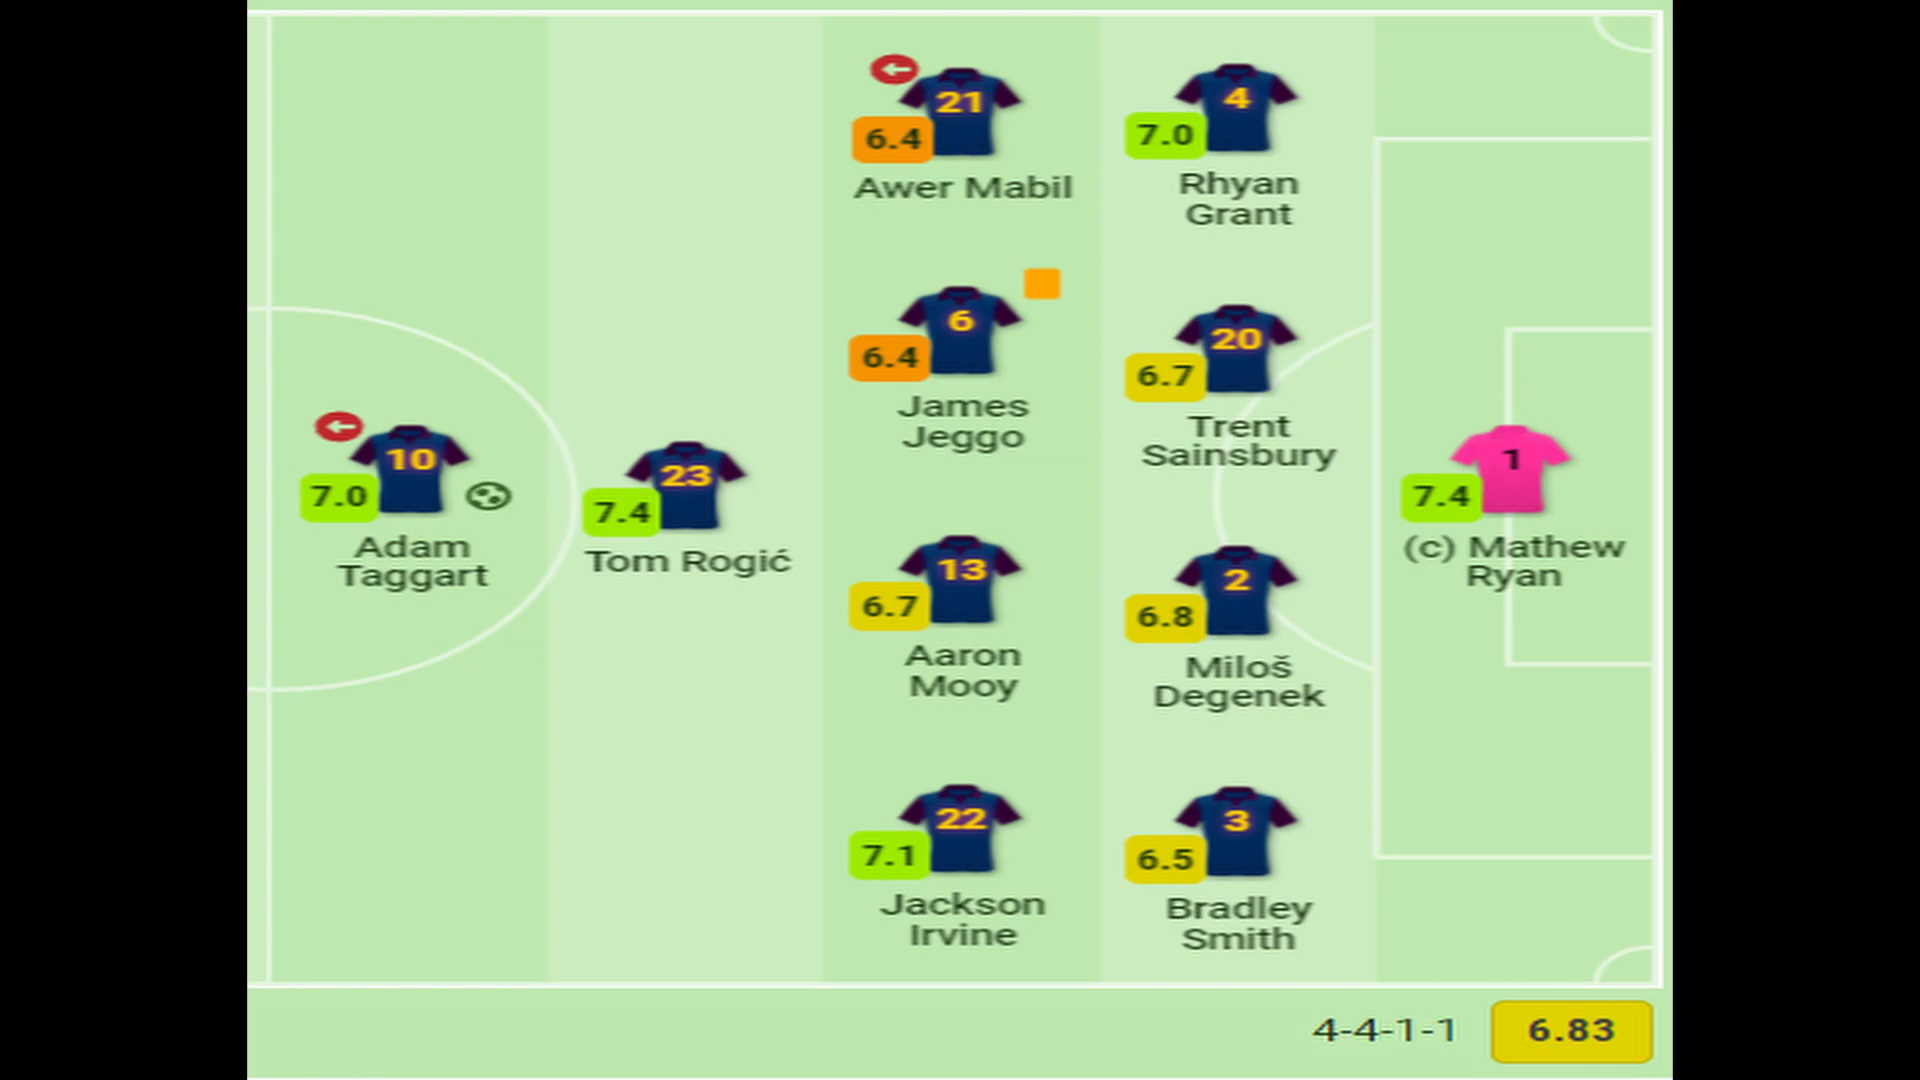 21
6.4
Awer Mabil
4
7.0
Rhyan
Grant
6
6.4
James
Jeggo
20
6.7
Trent
Sainsbury
10
7.0
Adam
Taggart
23
7.4
Tom Rogić
1
7.4
(c) Mathew
Ryan
13
6.7
Aaron
Mooy
2
6.8
Miloš
Degenek
22
7.1
Jackson
Irvine
3
6.5
Bradley
Smith
4-4-1-1
6.83